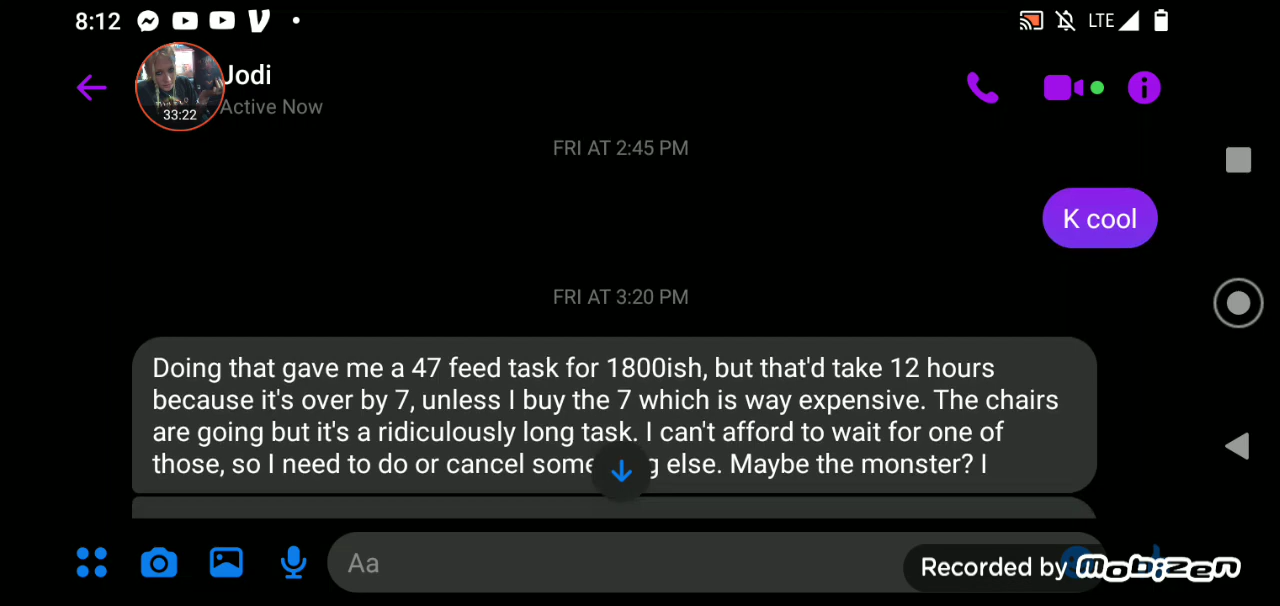 8:12
LTE
Jodi
33:22
Active Now
FRI AT 2:45 PM
K cool
FRI AT 3:20 PM
Doing that gave me a 47 feed task for 1800ish, but that'd take 12 hours
because it's over by 7, unless I buy the 7 which is way expensive. The chairs
are going but it's a ridiculously long task. I can't afford to wait for one of
those, so I need to do or cancel some g else. Maybe the monster? I
Aa
Recorded by mobizen